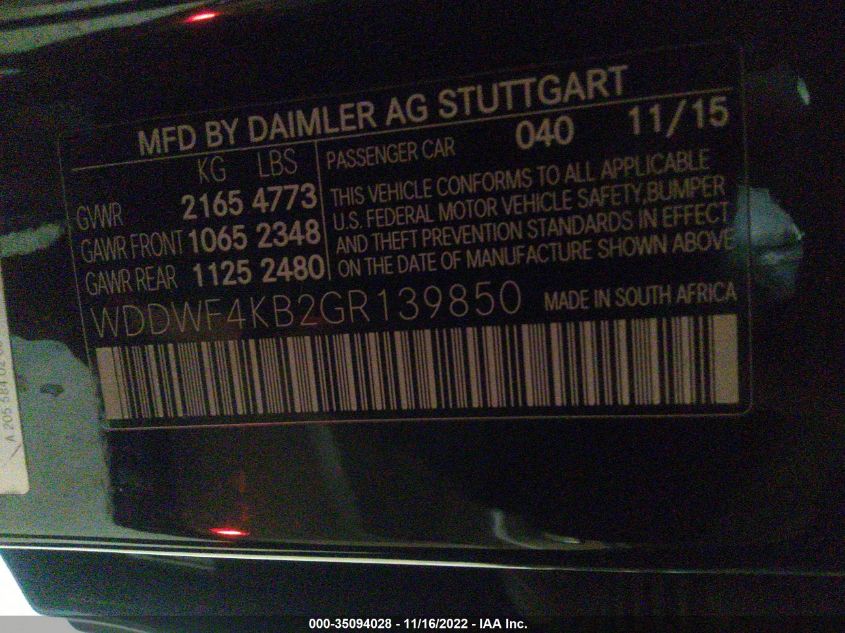 MFD BY DAIMLER AG STUTTGART
KG LBS
GVWR 2165 4773
GAWR FRONT 1065 2348
GAWR REAR 1125 2480
PASSENGER CAR 040 11/15
THIS VEHICLE CONFORMS TO ALL APPLICABLE
U.S. FEDERAL MOTOR VEHICLE SAFETY,BUMPER
AND THEFT PREVENTION STANDARDS IN EFFECT
ON THE DATE OF MANUFACTURE SHOWN ABOVE
WDDWF4KB2GR139850 MADE IN SOUTH AFRICA
A 205 584
000-35094028 - 11/16/2022 - IAA Inc.